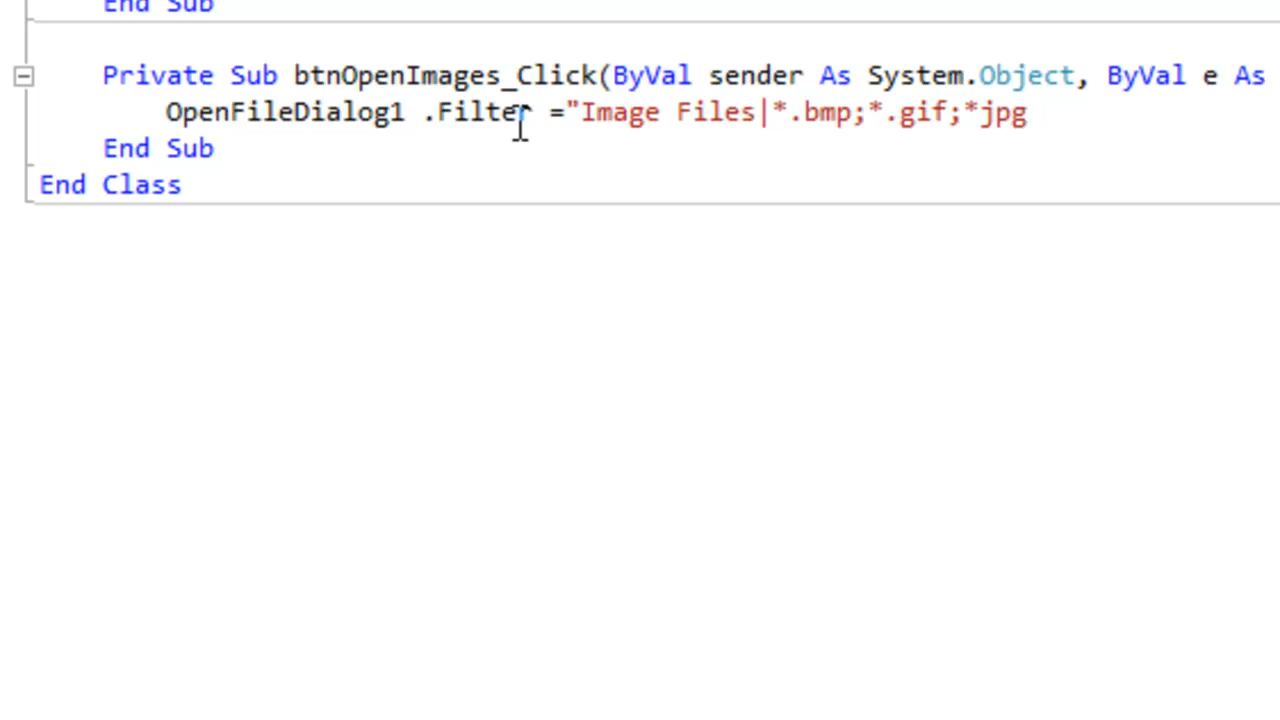 End Sub
Private Sub btnOpenImages_Click(ByVal sender As System.Object, ByVal e As
OpenFileDialog1 .Filter ="Image Files|*.bmp;*.gif;*jpg
End Sub
End Class